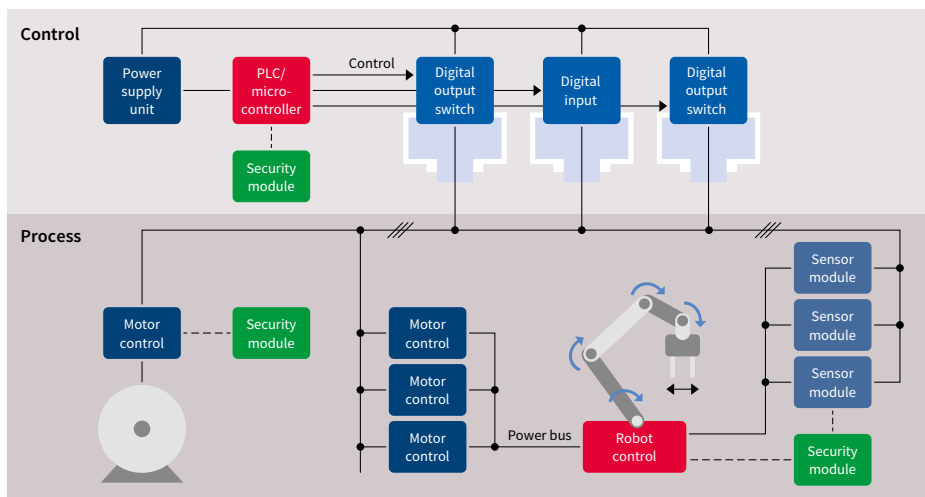 Control
Power
supply
unit
PLC/
micro-
controller
Control
Digital
output
switch
Digital
input
Digital
output
switch
Security
module
Process
Motor
control
Security
module
Motor
control
Motor
control
Motor
control
Power bus
Robot
control
Sensor
module
Sensor
module
Sensor
module
Security
module